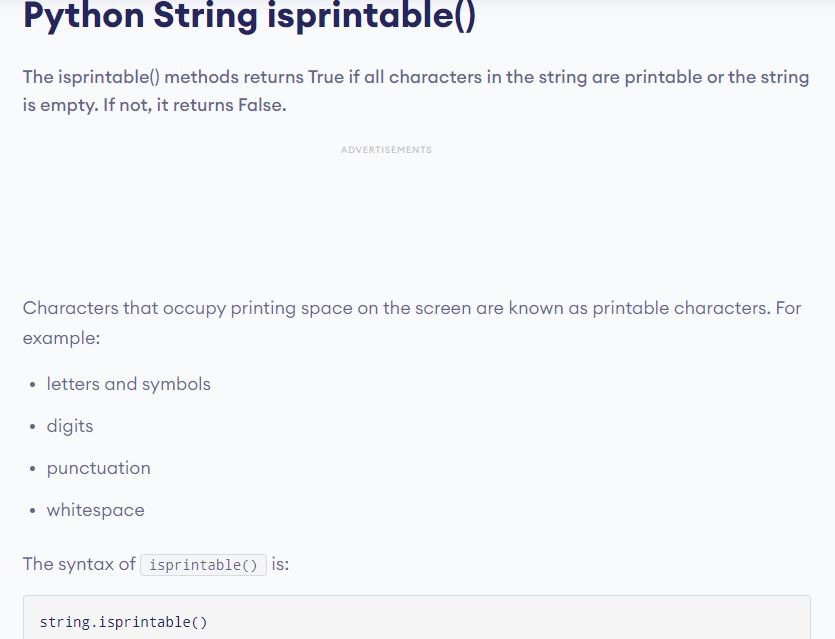 Python String isprintable()
The isprintable() methods returns True if all characters in the string are printable or the string
is empty. If not, it returns False.
ADVERTISEMENTS
Characters that occupy printing space on the screen are known as printable characters. For
example:
• letters and symbols
• digits
• punctuation
• whitespace
The syntax of isprintable() is:
string.isprintable()